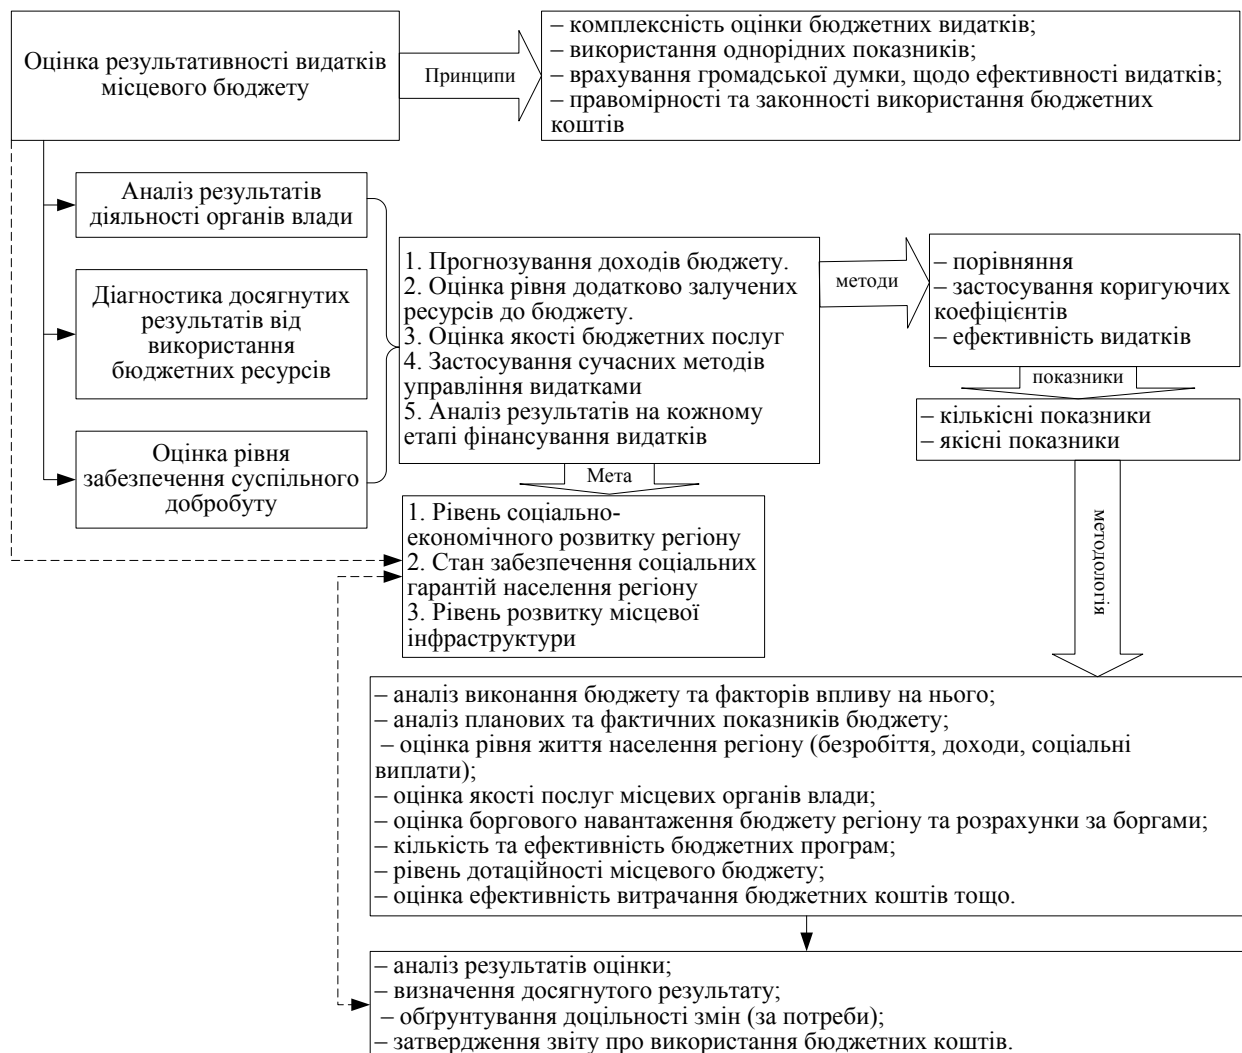 Оцінка результативності видатків
місцевого бюджету
Принципи
– комплексність оцінки бюджетних видатків;
– використання однорідних показників;
– врахування громадської думки, щодо ефективності видатків;
– правомірності та законності використання бюджетних
коштів
Аналіз результатів
діяльності органів влади
Діагностика досягнутих
результатів від
використання
бюджетних ресурсів
Оцінка рівня
забезпечення суспільного
добробуту
1. Прогнозування доходів бюджету.
2. Оцінка рівня додатково залучених
ресурсів до бюджету.
3. Оцінка якості бюджетних послуг
4. Застосування сучасних методів
управління видатками
5. Аналіз результатів на кожному
етапі фінансування видатків
методи
– порівняння
– застосування коригуючих
коефіцієнтів
– ефективність видатків
показники
– кількісні показники
– якісні показники
Мета
1. Рівень соціально-
економічного розвитку регіону
2. Стан забезпечення соціальних
гарантій населення регіону
3. Рівень розвитку місцевої
інфраструктури
методологія
– аналіз виконання бюджету та факторів впливу на нього;
– аналіз планових та фактичних показників бюджету;
– оцінка рівня життя населення регіону (безробіття, доходи, соціальні
виплати);
– оцінка якості послуг місцевих органів влади;
– оцінка боргового навантаження бюджету регіону та розрахунки за боргами;
– кількість та ефективність бюджетних програм;
– рівень дотаційності місцевого бюджету;
– оцінка ефективність витрачання бюджетних коштів тощо.
– аналіз результатів оцінки;
– визначення досягнутого результату;
– обґрунтування доцільності змін (за потреби);
– затвердження звіту про використання бюджетних коштів.